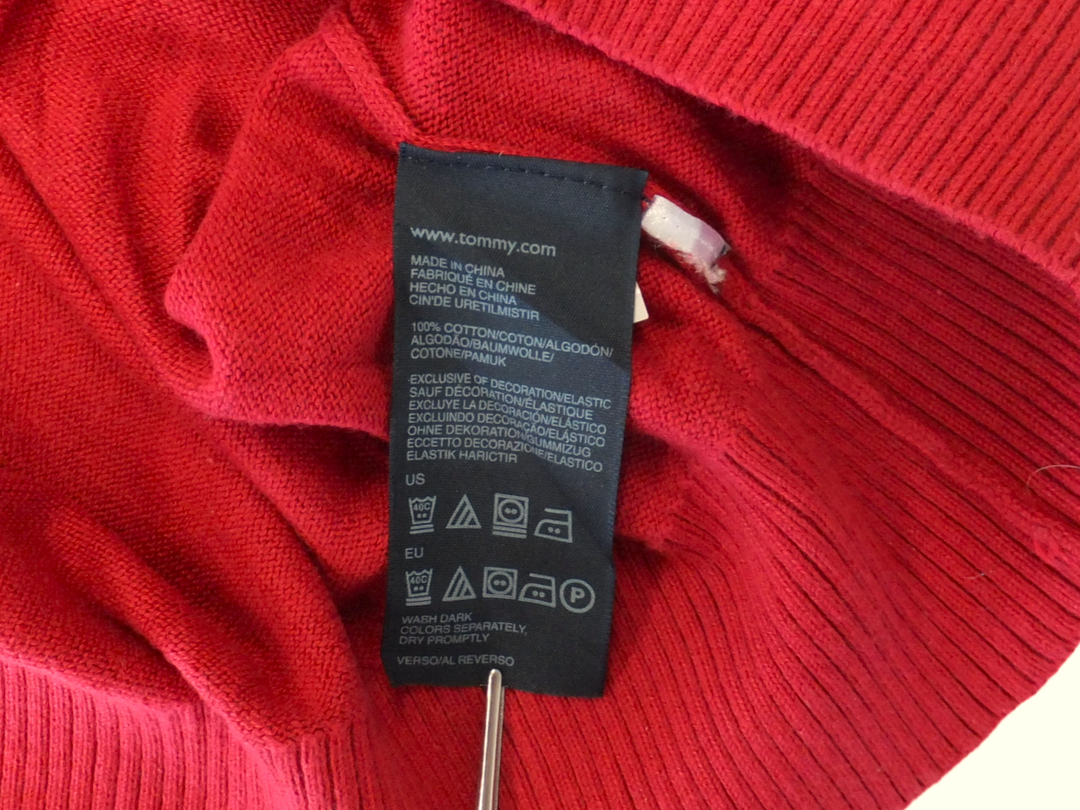 www.tommy.com
MADE IN CHINA
FABRIQUÉ EN CHINE
HECHO EN CHINA
CIN'DE URETILMISTIR
100% COTTON/COTON/ALGODÓN/
ALGODÃO/BAUMWOLLE/
COTONE/PAMUK
EXCLUSIVE OF DECORATION/ELASTIC
SAUF DÉCORATION/ÉLASTIQUE
EXCLUYE LA DECORACIÓN/ELÁSTICO
EXCLUINDO DECORAÇÃO/ELÁSTICO
OHNE DEKORATION/GUMMIZUG
ECCETTO DECORAZIONE/ELASTICO
ELASTIK HARICTIR
US
40C
EU
40C P
WASH DARK
COLORS SEPARATELY,
DRY PROMPTLY
VERSO/AL REVERSO